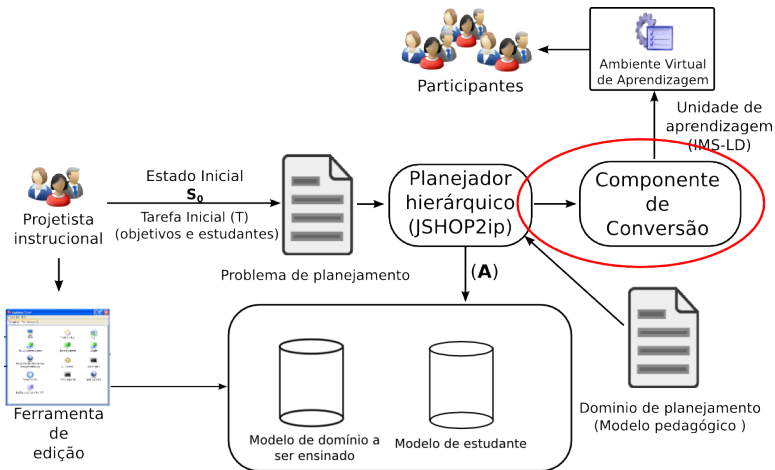 Participantes
Ambiente Virtual
de Aprendizagem
Unidade de
aprendizagem
(IMS-LD)
Projetista
instrucional
Estado Inicial
S0
Tarefa Inicial (T)
(objetivos e estudantes)
Problema de planejamento
Planejador
hierárquico
(JSHOP2ip)
Componente
de
Conversão
(A)
Ferramenta
de
edição
Modelo de domínio a
ser ensinado
Modelo de estudante
Dominio de planejamento
(Modelo pedagógico )